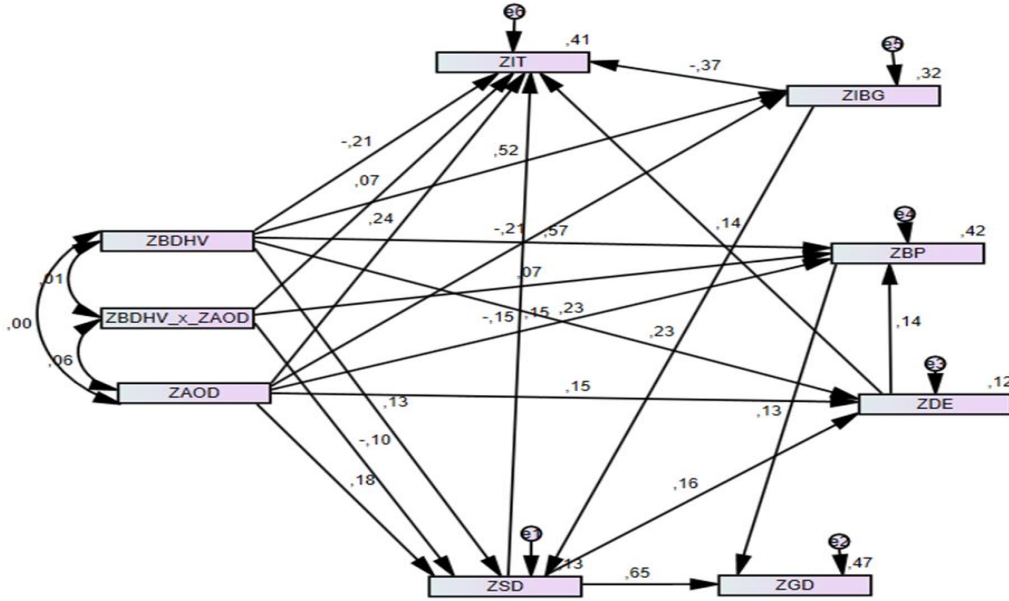 e6
,41
ZIT
e5
-,37
,32
ZIBG
-,21
,52
,07
,24
,14
e4
ZBDHV
-,21
,57
,42
ZBP
,01
,07
ZBDHV_x_ZAOD
-,15
,15
,23
,00
,23
,14
,06
e3
ZAOD
,15
,12
ZDE
,13
,13
-,10
,18
,16
e1
e2
,13
,47
ZSD
,65
ZGD